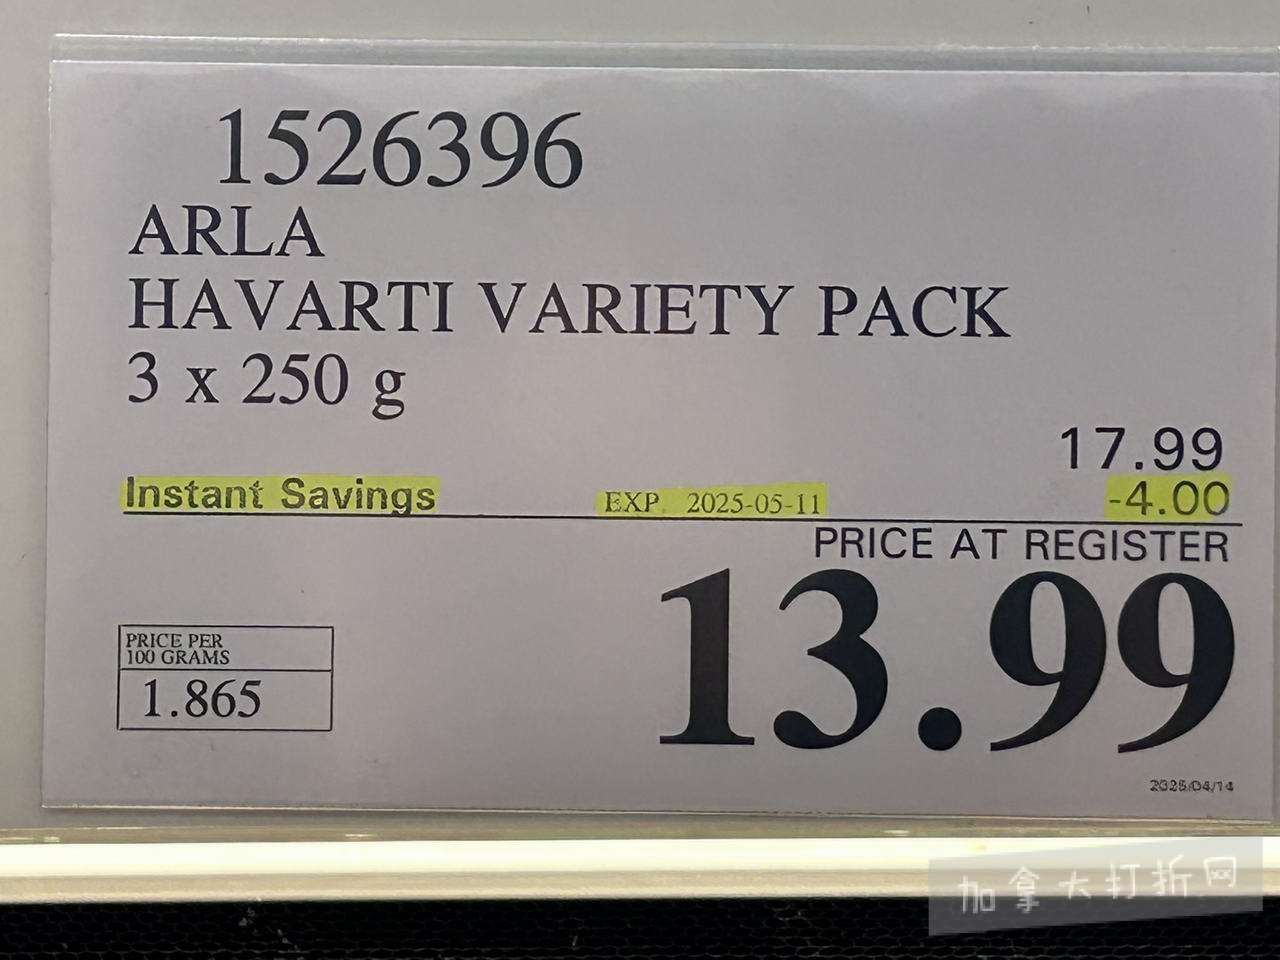 1526396
ARLA
HAVARTI VARIETY PACK
3 x 250 g
17.99
Instant Savings EXP. 2025-05-11 -4.00
PRICE AT REGISTER
13.99
PRICE PER
100 GRAMS
1.865
2025/04/14
加拿大打折网